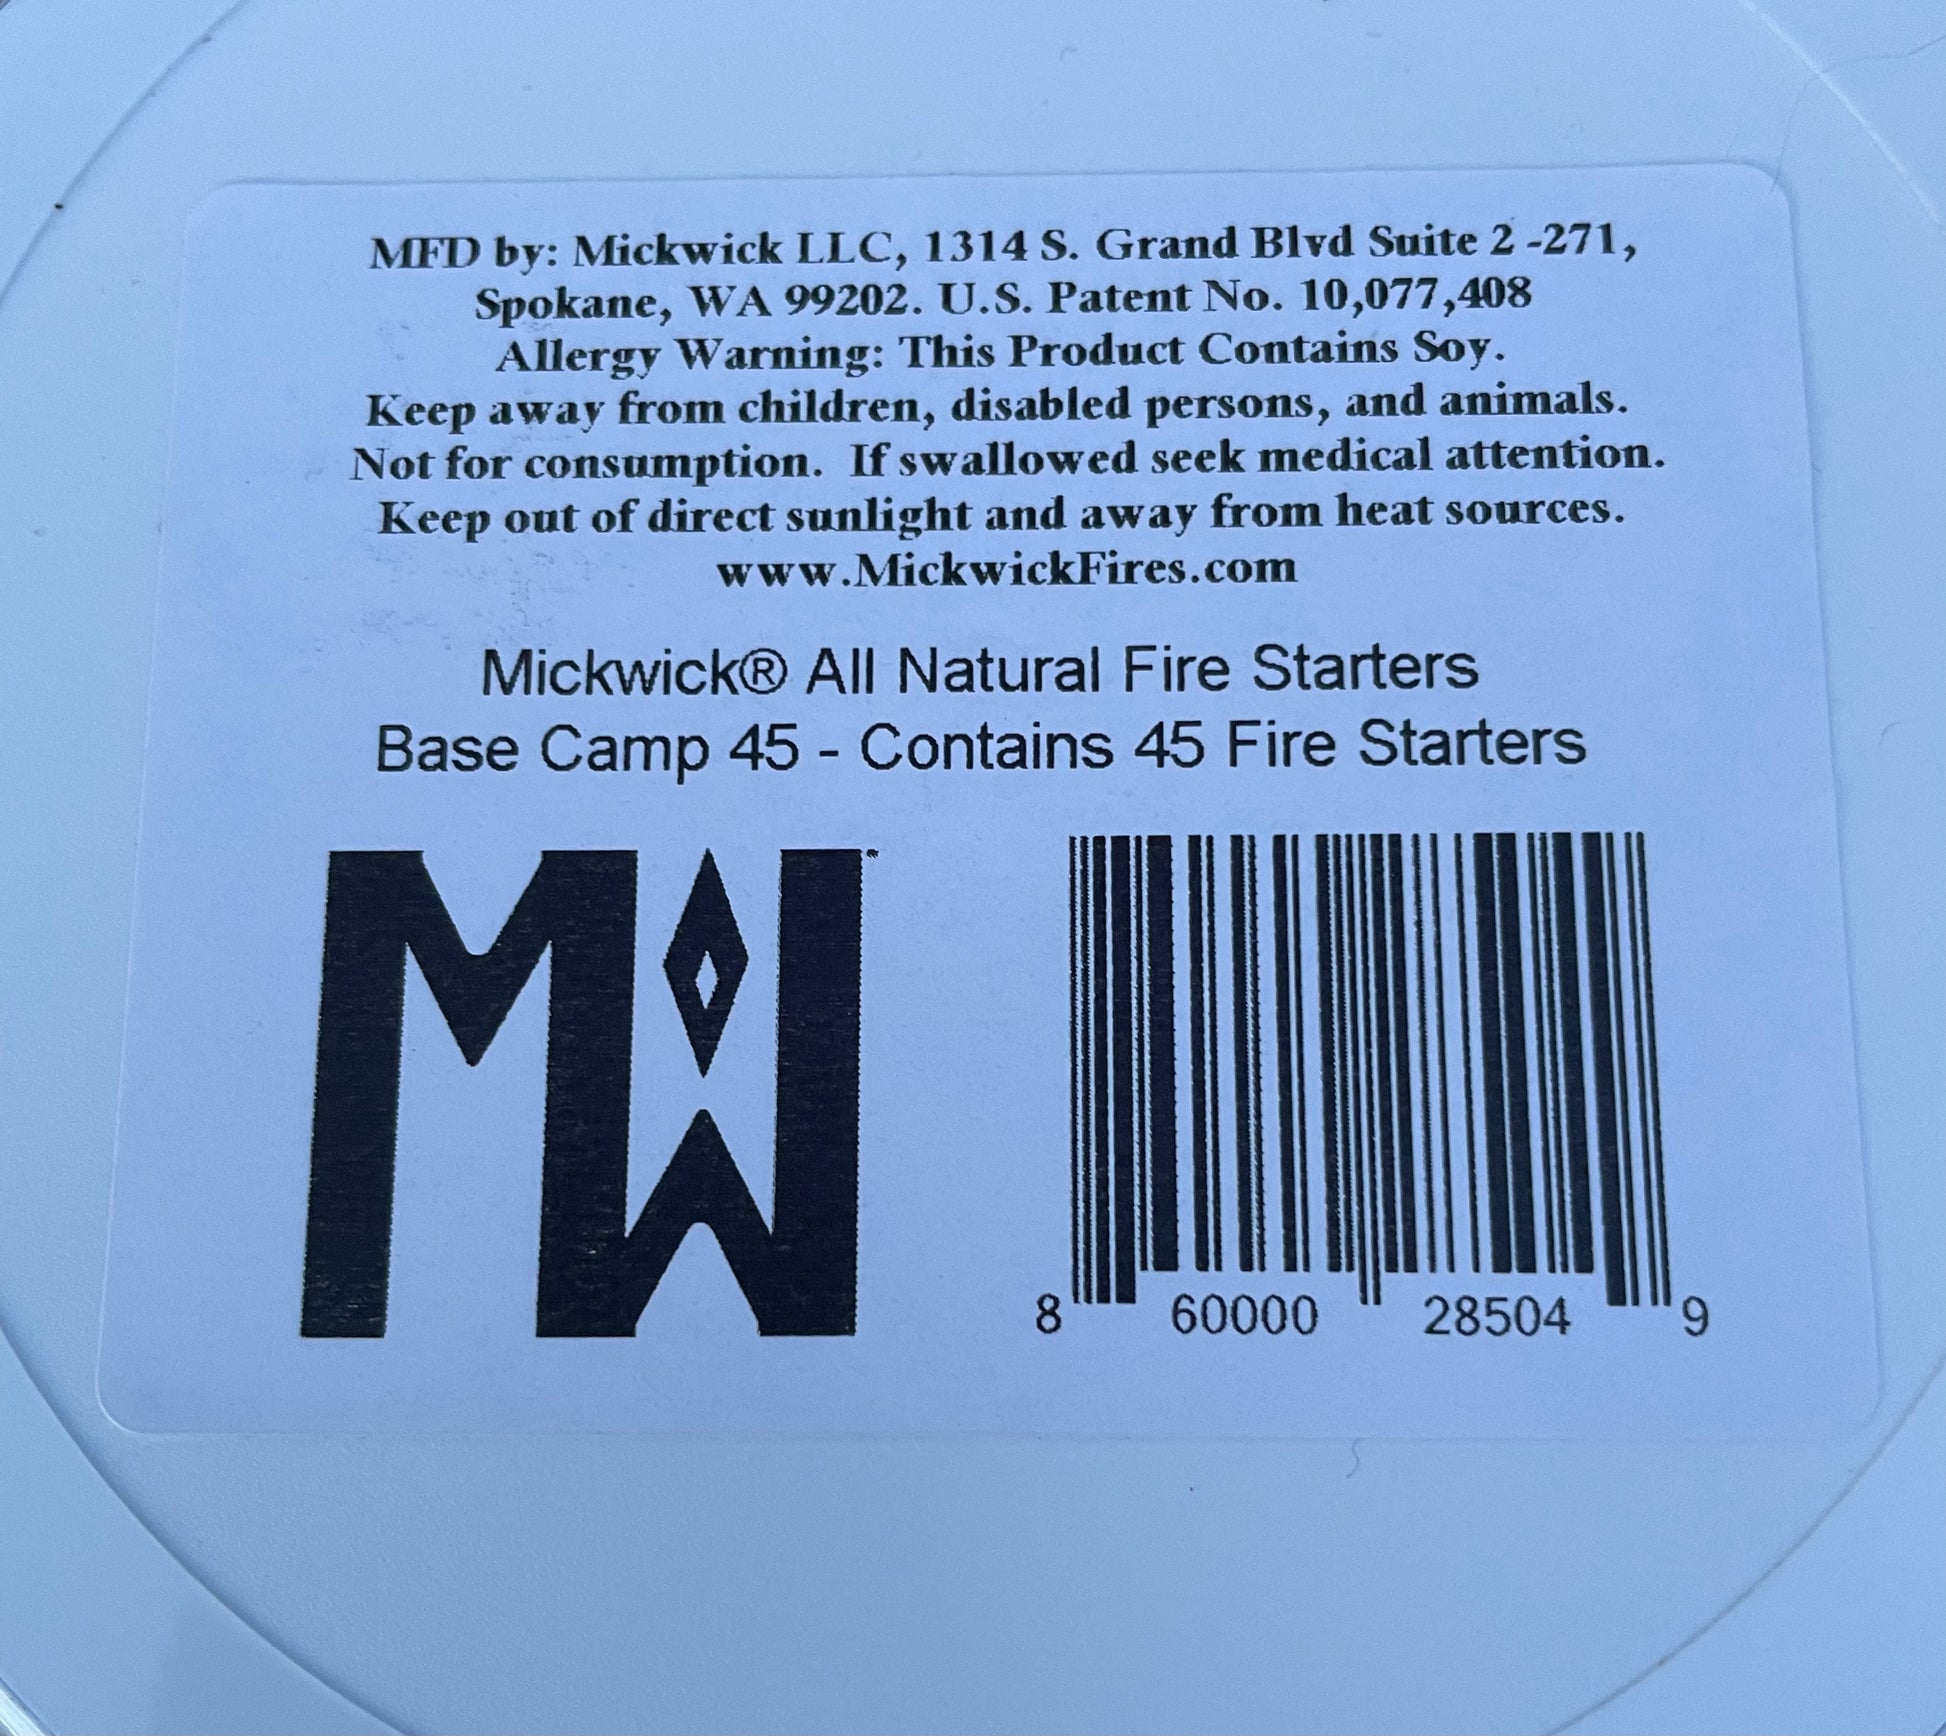 MFD by: Mickwick LLC, 1314 S. Grand Blvd Suite 2 -271,
Spokane, WA 99202. U.S. Patent No. 10,077,408
Allergy Warning: This Product Contains Soy.
Keep away from children, disabled persons, and animals.
Not for consumption. If swallowed seek medical attention.
Keep out of direct sunlight and away from heat sources.
www.MickwickFires.com
Mickwick® All Natural Fire Starters
Base Camp 45 - Contains 45 Fire Starters
MW
8 60000 28504 9